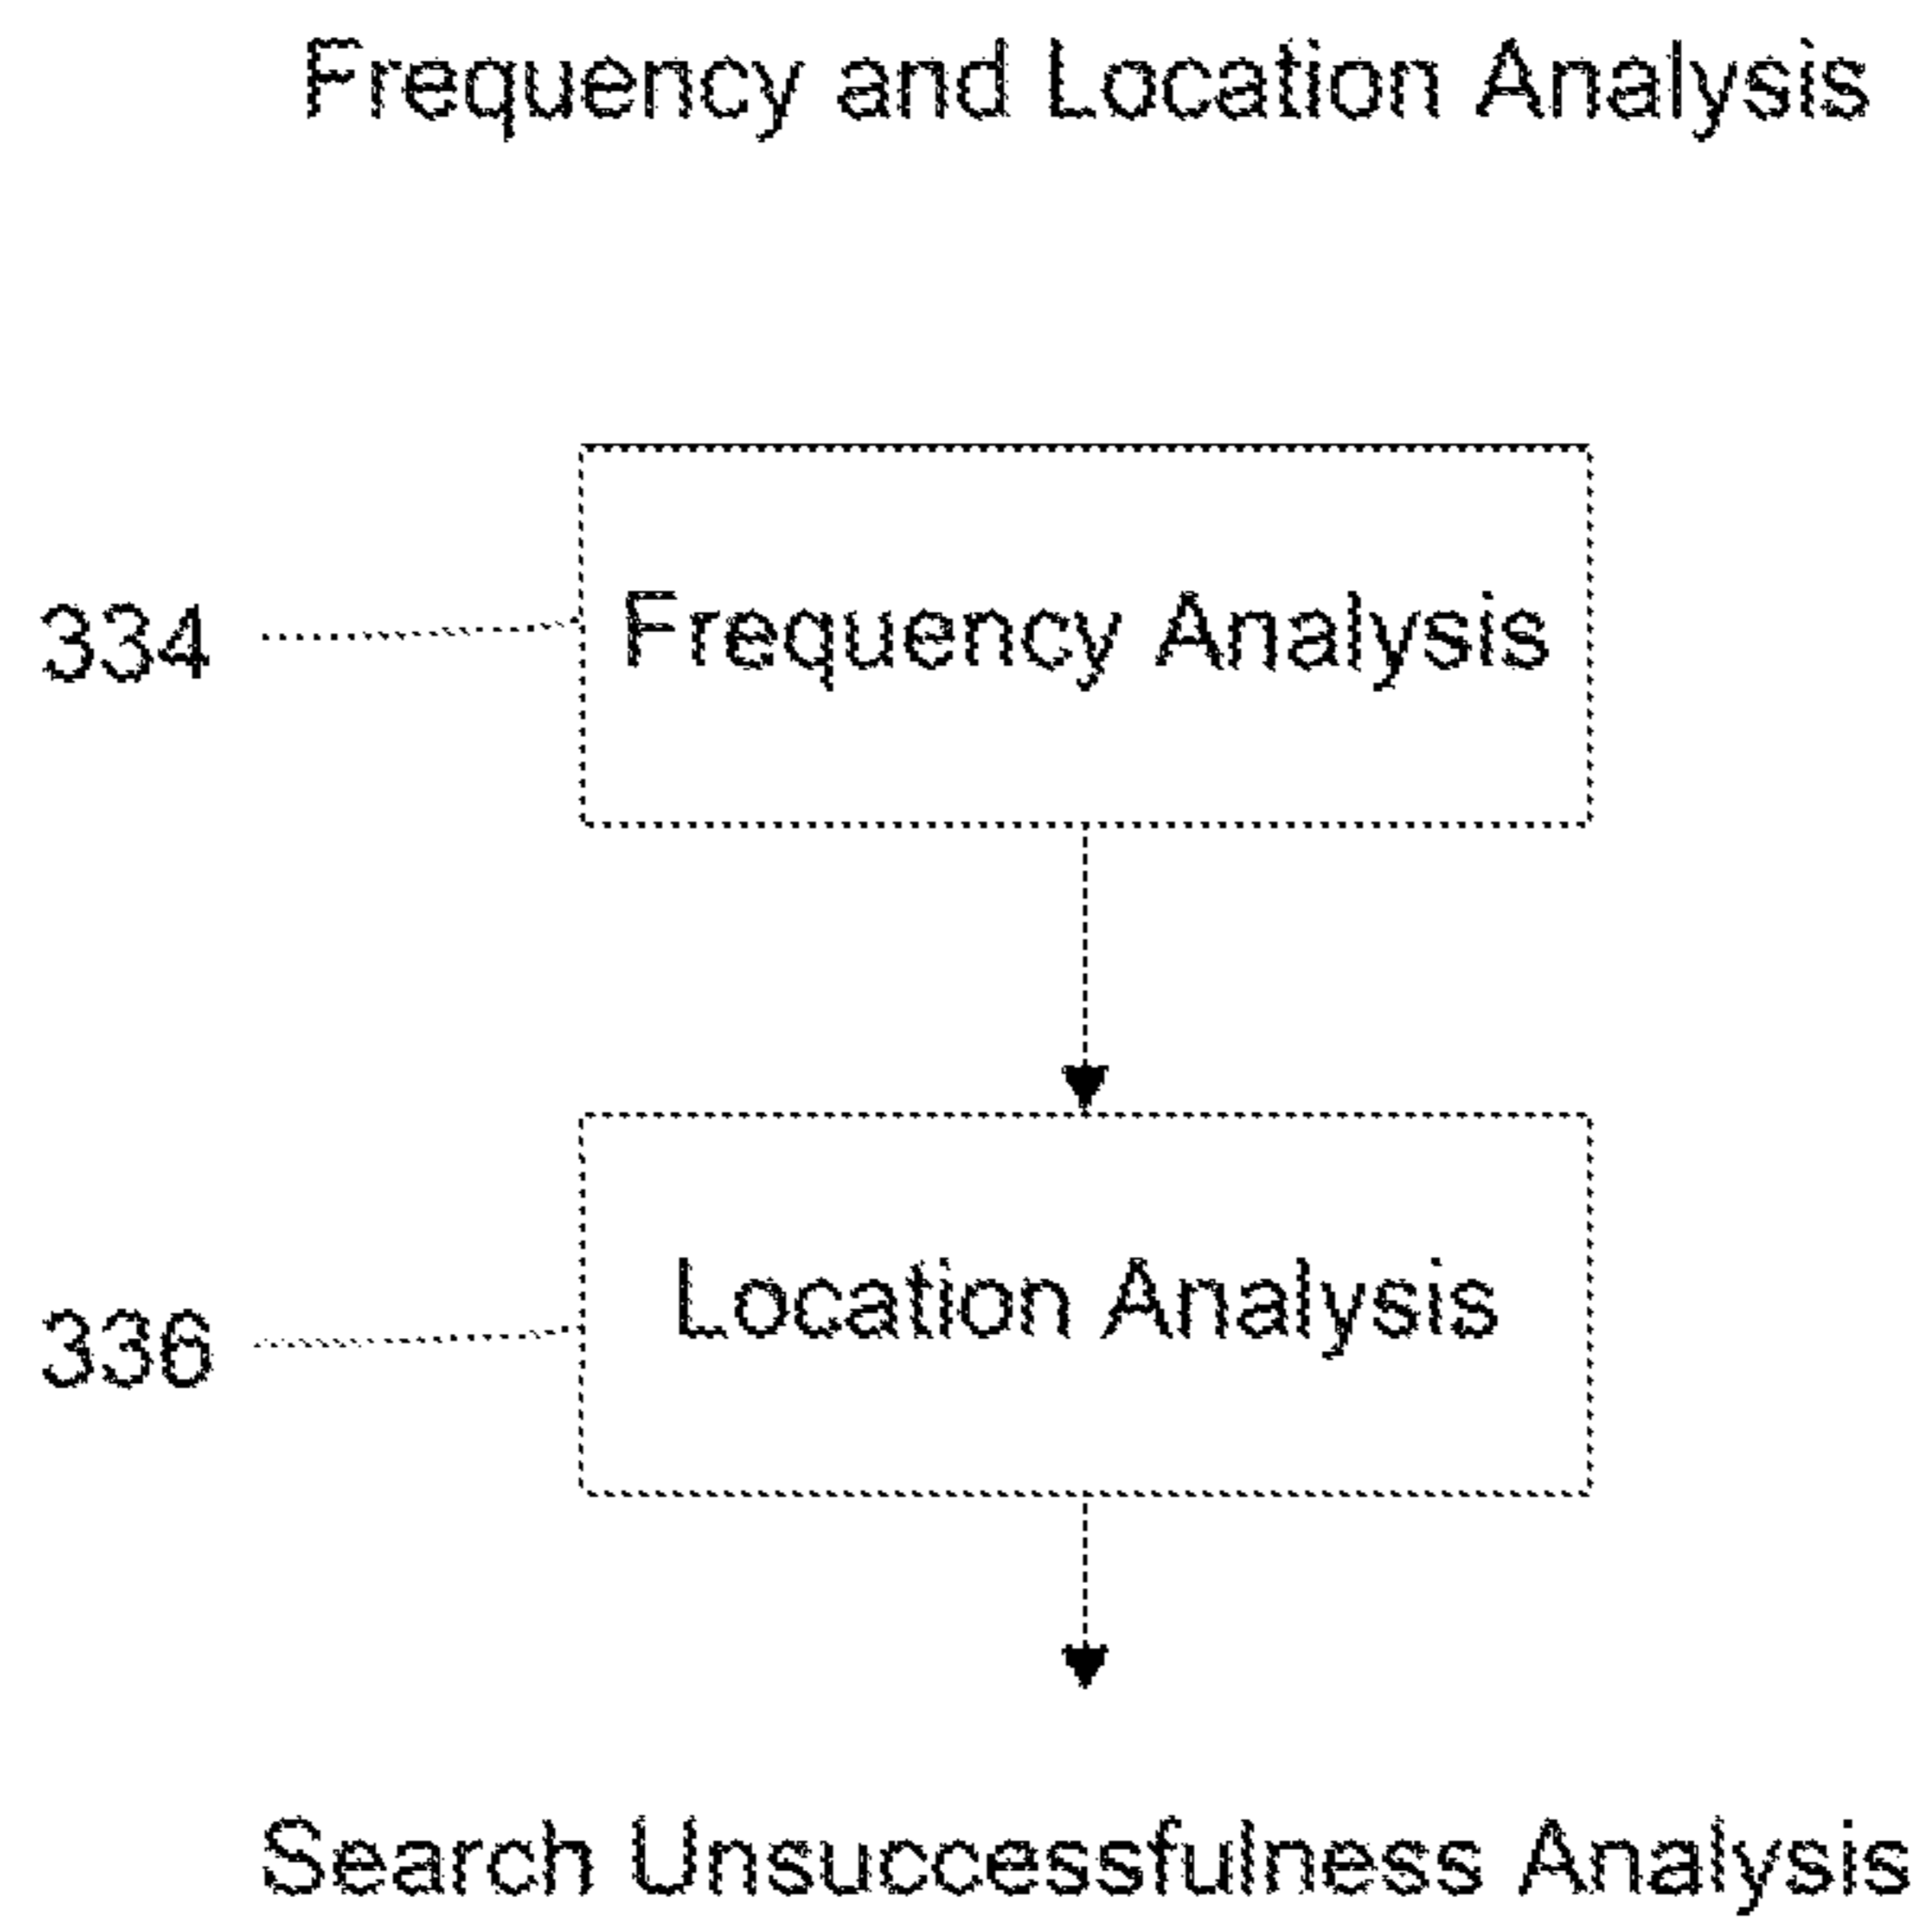 Frequency and Location Analysis
334
Frequency Analysis
336
Location Analysis
Search Unsuccessfulness Analysis